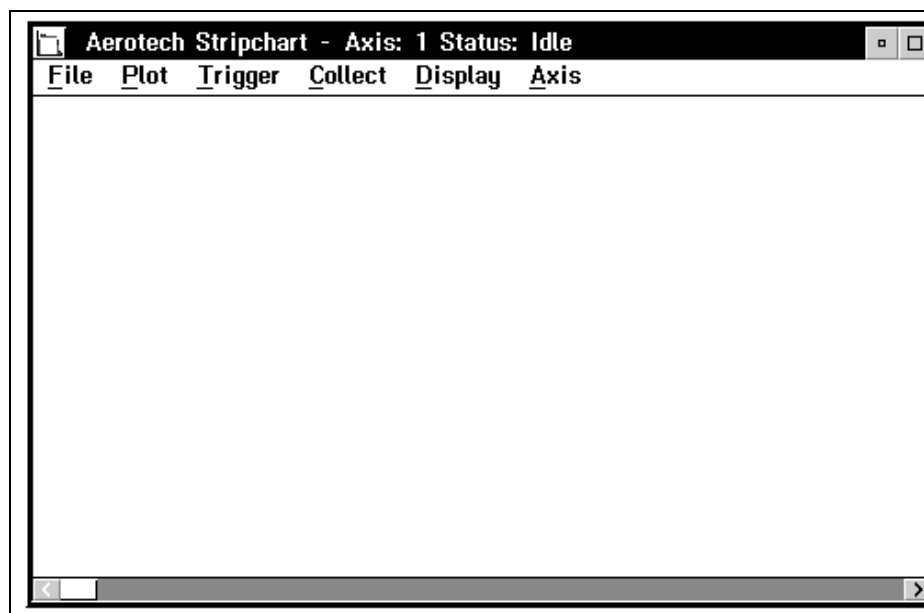 Aerotech Stripchart - Axis: 1 Status: Idle
File Plot Trigger Collect Display Axis